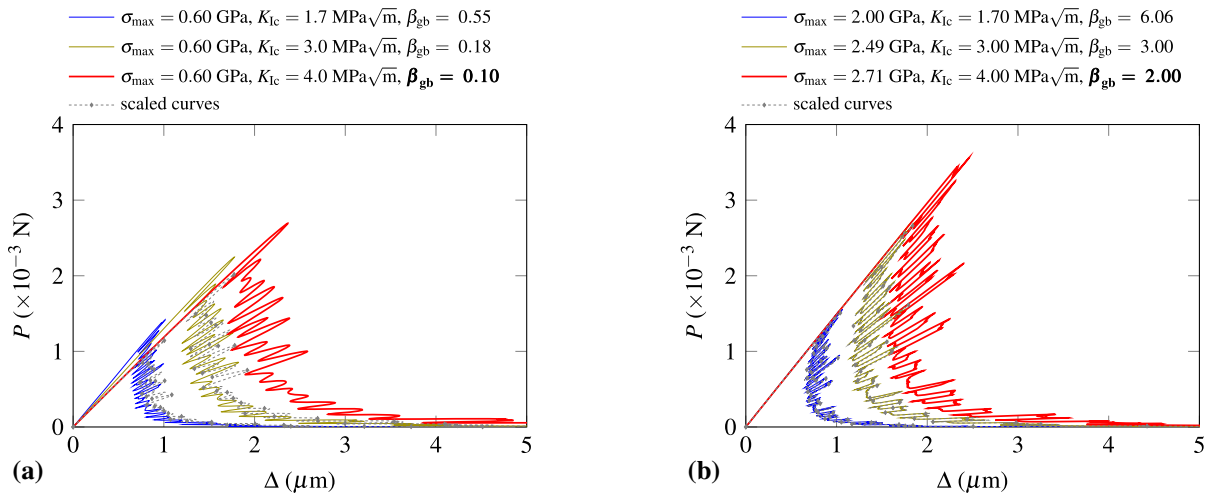 σmax = 0.60 GPa, KIc = 1.7 MPa√m, βgb = 0.55
σmax = 0.60 GPa, KIc = 3.0 MPa√m, βgb = 0.18
σmax = 0.60 GPa, KIc = 4.0 MPa√m, βgb = 0.10
scaled curves
4
3
2
1
0
P (×10⁻³ N)
0 1 2 3 4 5
Δ (μm)
(a)
σmax = 2.00 GPa, KIc = 1.70 MPa√m, βgb = 6.06
σmax = 2.49 GPa, KIc = 3.00 MPa√m, βgb = 3.00
σmax = 2.71 GPa, KIc = 4.00 MPa√m, βgb = 2.00
scaled curves
4
3
2
1
0
P (×10⁻³ N)
0 1 2 3 4 5
Δ (μm)
(b)